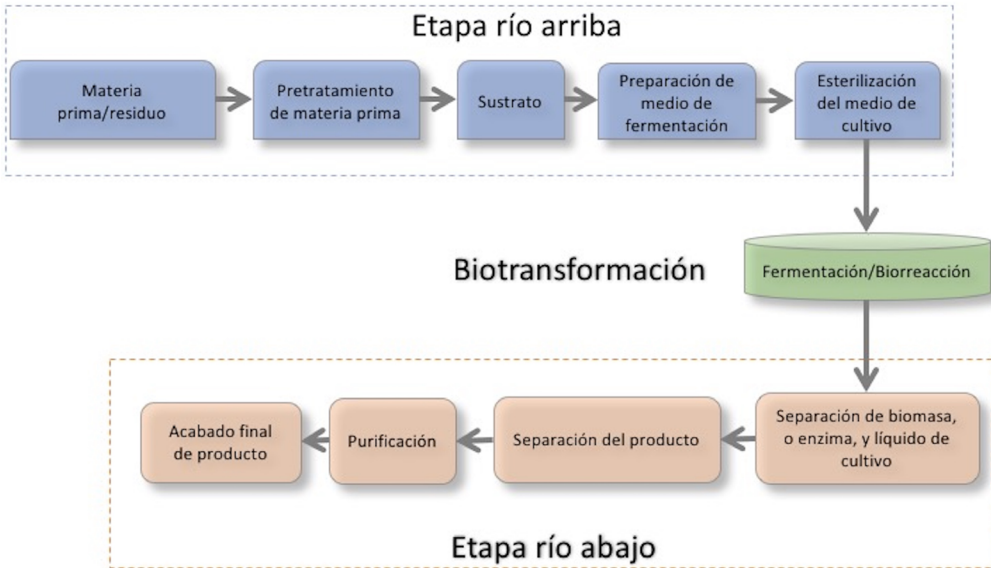 Etapa río arriba
Materia
prima/residuo
Pretratamiento
de materia prima
Sustrato
Preparación de
medio de
fermentación
Esterilización
del medio de
cultivo
Biotransformación
Fermentación/Biorreacción
Separación de biomasa,
o enzima, y líquido de
cultivo
Separación del producto
Purificación
Acabado final
de producto
Etapa río abajo